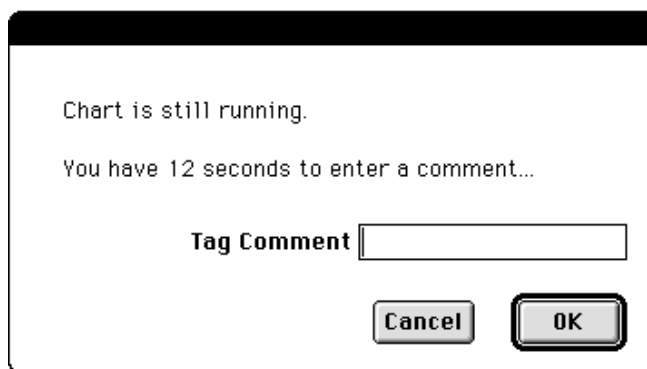 Chart is still running.
You have 12 seconds to enter a comment...
Tag Comment
Cancel OK